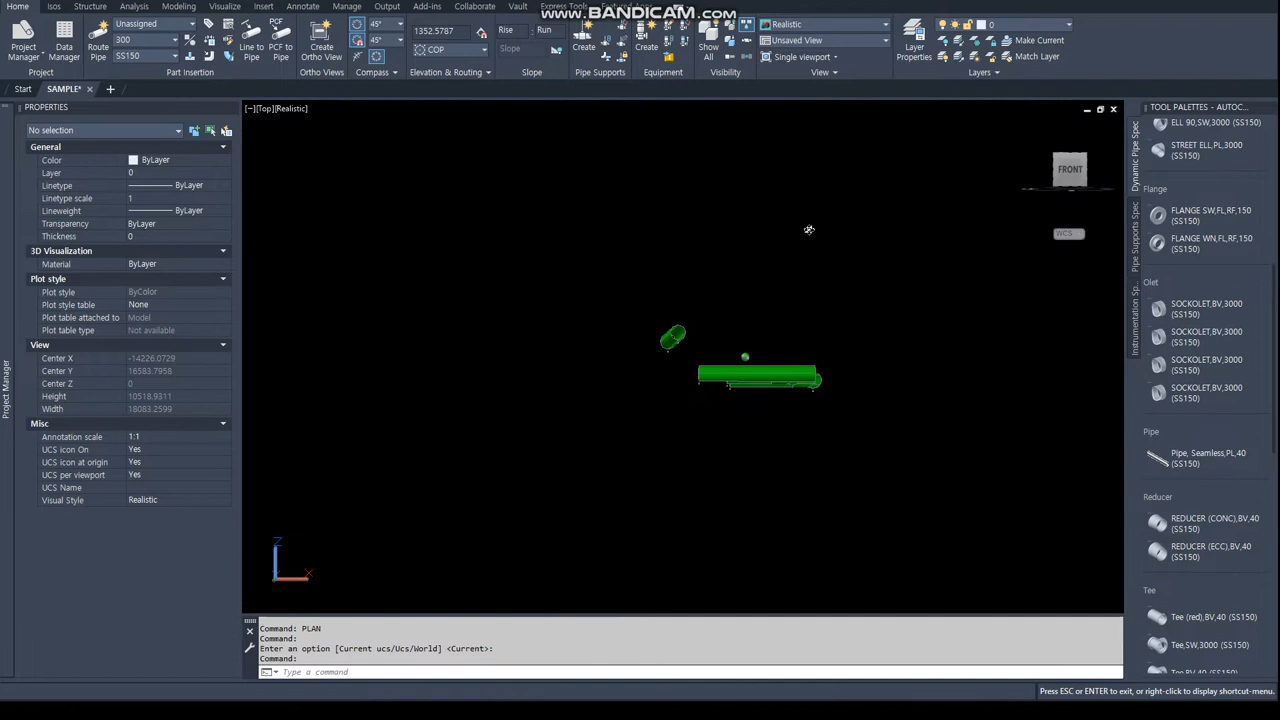 www.BANDICAM.com
Home Isos Structure Analysis Modeling Visualize Insert Annotate Manage Output Add-ins Collaborate Vault Express Tools Featured Apps
Unassigned
300
SS150
Project Manager
Data Manager
Route Pipe
Line to Pipe
PCF to Pipe
Create Ortho View
45°
45°
1352.5787
COP
Rise Run
Slope
Create
Create
Show All
Realistic
Unsaved View
Single viewport
Layer Properties
0
Make Current
Match Layer
Project Part Insertion Ortho Views Compass Elevation & Routing Slope Pipe Supports Equipment Visibility View Layers
Start SAMPLE*
PROPERTIES
No selection
General
Color ByLayer
Layer 0
Linetype ByLayer
Linetype scale 1
Lineweight ByLayer
Transparency ByLayer
Thickness 0
3D Visualization
Material ByLayer
Plot style
Plot style ByColor
Plot style table None
Plot table attached to Model
Plot table type Not available
View
Center X -14226.0729
Center Y 16583.7958
Center Z 0
Height 10518.9311
Width 18083.2599
Misc
Annotation scale 1:1
UCS icon On Yes
UCS icon at origin Yes
UCS per viewport Yes
UCS Name
Visual Style Realistic
Project Manager
[−][Top][Realistic]
FRONT
WCS
Z
X
Command: PLAN
Command:
Enter an option [Current ucs/Ucs/World] <Current>:
Command:
Type a command
TOOL PALETTES - AUTOC...
Dynamic Pipe Spec
Pipe Supports Spec
Instrumentation Sp...
ELL 90,SW,3000 (SS150)
STREET ELL,PL,3000
(SS150)
Flange
FLANGE SW,FL,RF,150
(SS150)
FLANGE WN,FL,RF,150
(SS150)
Olet
SOCKOLET,BV,3000
(SS150)
SOCKOLET,BV,3000
(SS150)
SOCKOLET,BV,3000
(SS150)
SOCKOLET,BV,3000
(SS150)
Pipe
Pipe, Seamless,PL,40
(SS150)
Reducer
REDUCER (CONC),BV,40
(SS150)
REDUCER (ECC),BV,40
(SS150)
Tee
Tee (red),BV,40 (SS150)
Tee,SW,3000 (SS150)
Tee,BV,40 (SS150)
Press ESC or ENTER to exit, or right-click to display shortcut-menu.